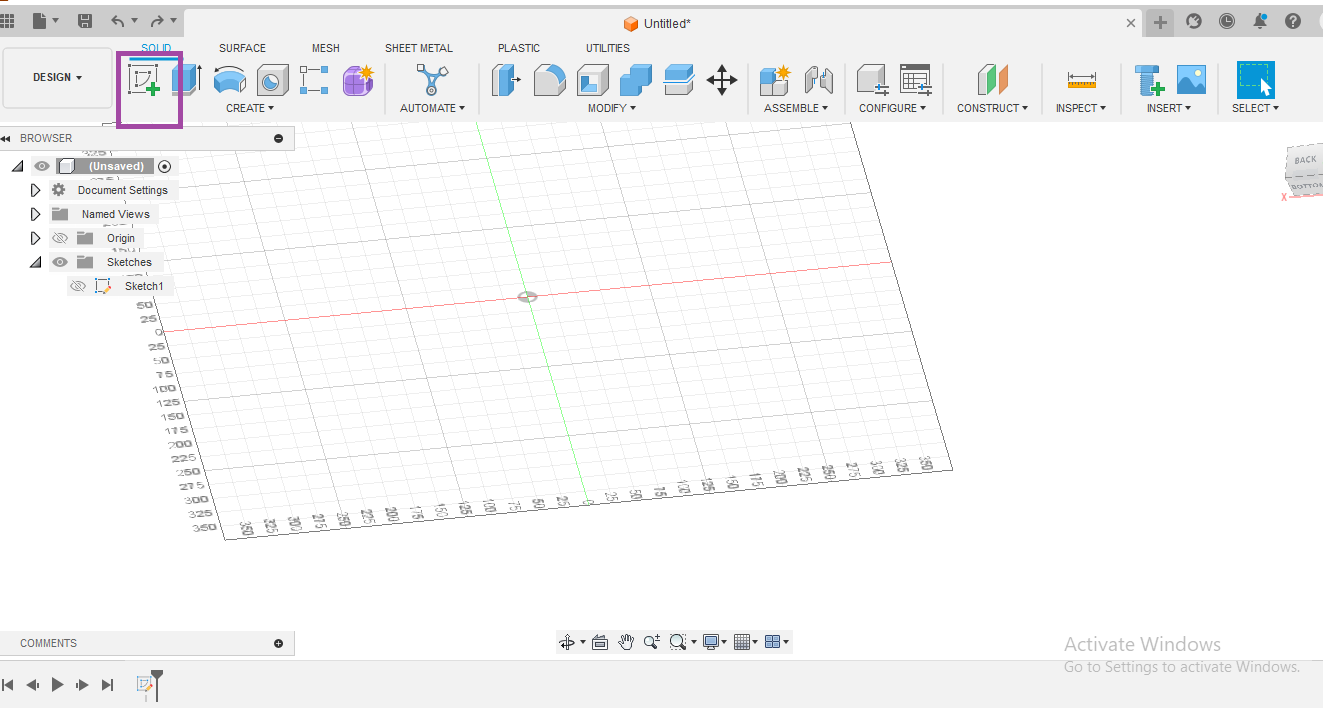 Untitled*
SOLID SURFACE MESH SHEET METAL PLASTIC UTILITIES
DESIGN
CREATE AUTOMATE MODIFY ASSEMBLE CONFIGURE CONSTRUCT INSPECT INSERT SELECT
BROWSER
BACK
BOTTOM
X
325
(Unsaved)
Document Settings
Named Views
Origin
Sketches
Sketch1
50
25
0
25
50
75
100
125
150
175
200
225
250
275
300
325
350
350 325 300 275 250 225 200 175 150 125 100 75 50 25 0 25 50 75 100 125 150 175 200 225 250 275 300 325 350
COMMENTS
Activate Windows
Go to Settings to activate Windows.